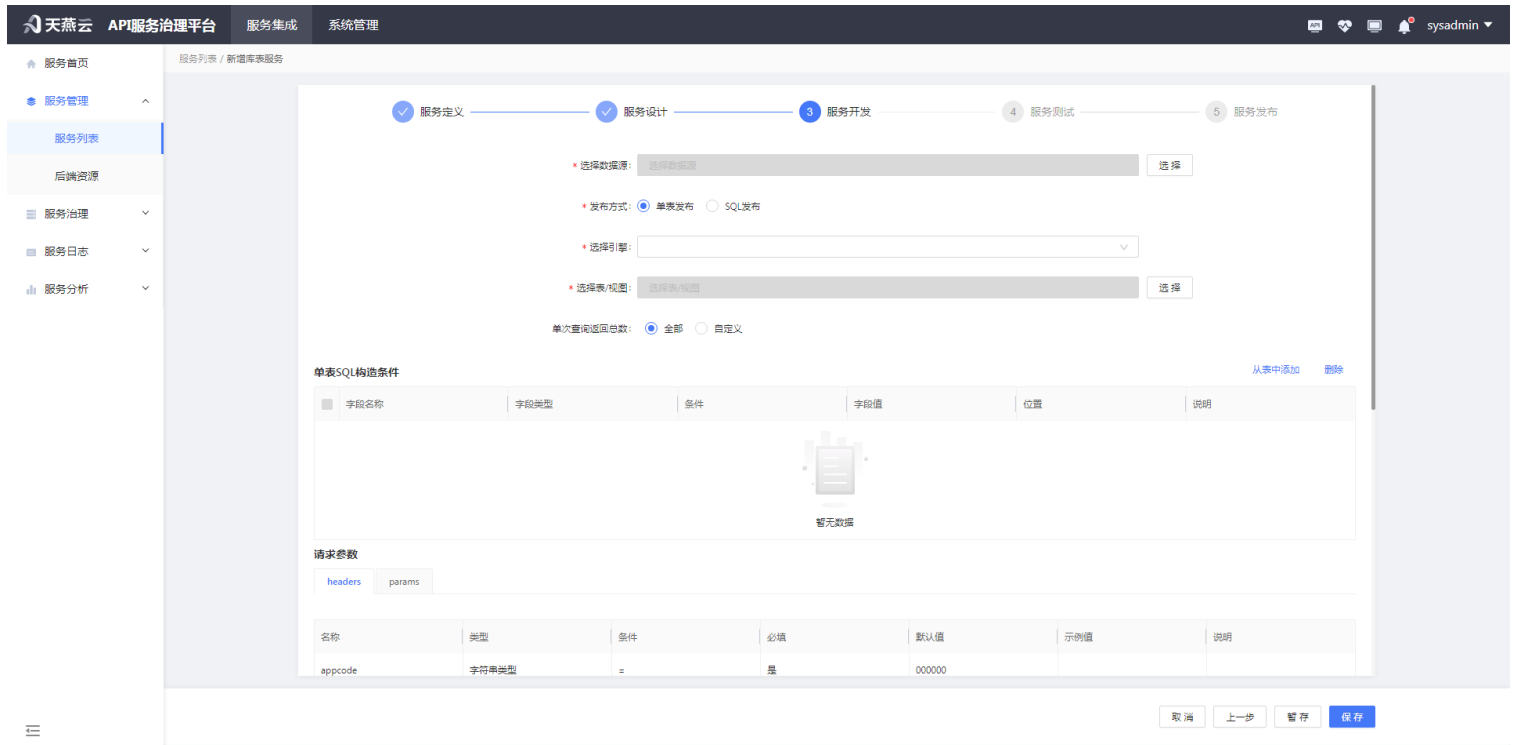 天燕云 API服务治理平台 服务集成 系统管理 API sysadmin
服务首页
服务管理
服务列表
后端资源
服务治理
服务日志
服务分析
服务列表 / 新增库表服务
服务定义 服务设计 3 服务开发 4 服务测试 5 服务发布
* 选择数据源: 选择数据源 选择
* 发布方式: 单表发布 SQL发布
* 选择引擎:
* 选择表/视图: 选择表/视图 选择
单次查询返回总数: 全部 自定义
单表SQL构造条件 从表中添加 删除
字段名称 字段类型 条件 字段值 位置 说明
暂无数据
请求参数
headers params
名称 类型 条件 必填 默认值 示例值 说明
appcode 字符串类型 = 是 000000
取消 上一步 暂存 保存